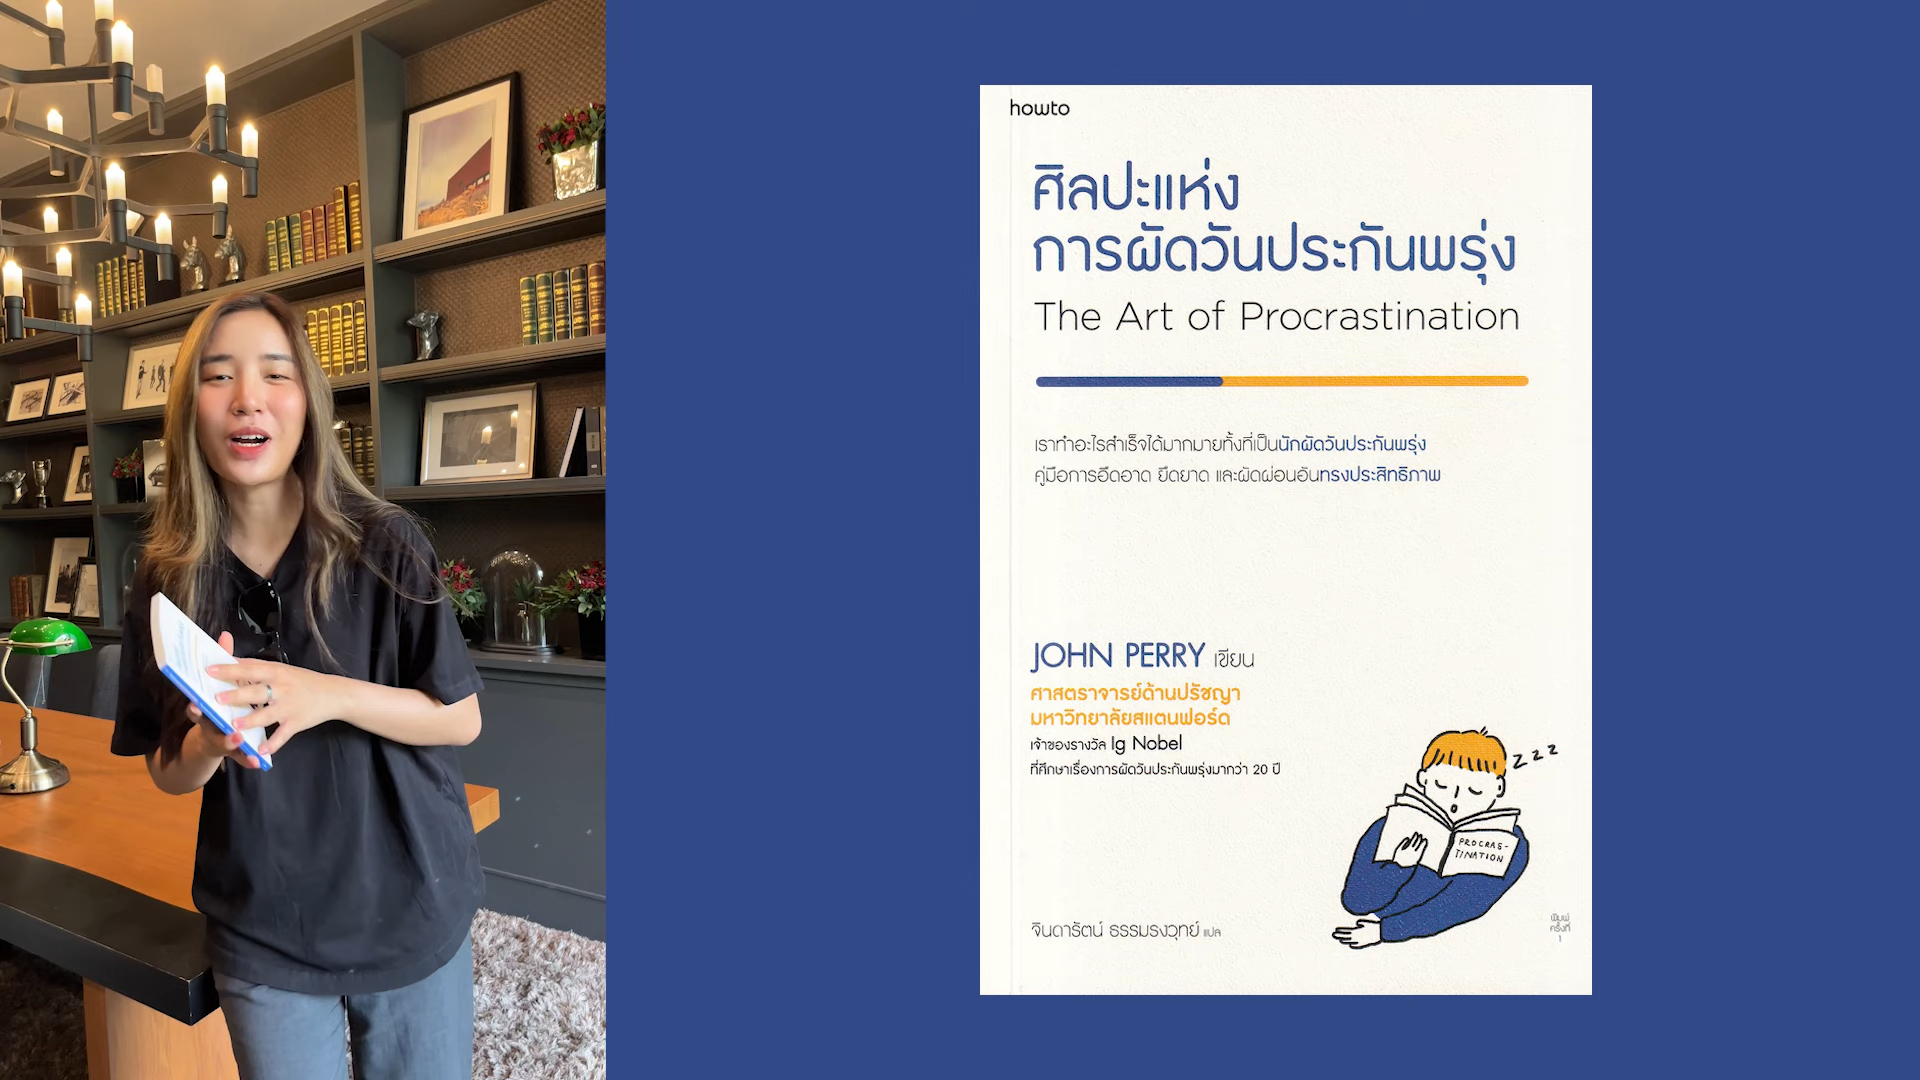 howto
ศิลปะแห่ง
การผัดวันประกันพรุ่ง
The Art of Procrastination
เราทำอะไรสำเร็จได้มากมายทั้งที่เป็นนักผัดวันประกันพรุ่ง
คู่มือการอืดอาด ยืดยาด และผัดผ่อนอันทรงประสิทธิภาพ
JOHN PERRY เขียน
ศาสตราจารย์ด้านปรัชญา
มหาวิทยาลัยสแตนฟอร์ด
เจ้าของรางวัล Ig Nobel
ที่ศึกษาเรื่องการผัดวันประกันพรุ่งมากว่า 20 ปี
zzz
PROCRAS-
TINATION
จินดารัตน์ ธรรมรงวุทย์ แปล
พิมพ์
ครั้งที่
1